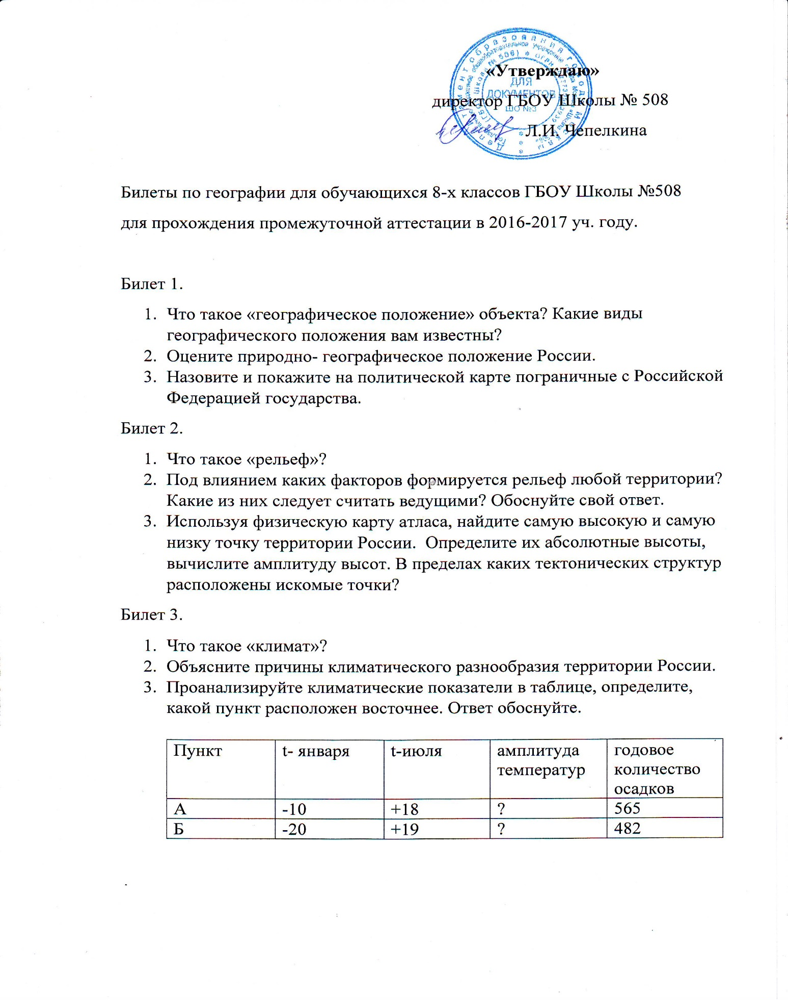 «Утверждаю»
ДЛЯ
ДОКУМЕНТОВ
ШО №3
директор ГБОУ Школы № 508
Л.И. Чепелкина
Билеты по географии для обучающихся 8-х классов ГБОУ Школы №508
для прохождения промежуточной аттестации в 2016-2017 уч. году.
Билет 1.
1. Что такое «географическое положение» объекта? Какие виды
географического положения вам известны?
2. Оцените природно- географическое положение России.
3. Назовите и покажите на политической карте пограничные с Российской
Федерацией государства.
Билет 2.
1. Что такое «рельеф»?
2. Под влиянием каких факторов формируется рельеф любой территории?
Какие из них следует считать ведущими? Обоснуйте свой ответ.
3. Используя физическую карту атласа, найдите самую высокую и самую
низку точку территории России. Определите их абсолютные высоты,
вычислите амплитуду высот. В пределах каких тектонических структур
расположены искомые точки?
Билет 3.
1. Что такое «климат»?
2. Объясните причины климатического разнообразия территории России.
3. Проанализируйте климатические показатели в таблице, определите,
какой пункт расположен восточнее. Ответ обоснуйте.
Пункт t- января t-июля амплитуда температур годовое количество осадков
А -10 +18 ? 565
Б -20 +19 ? 482